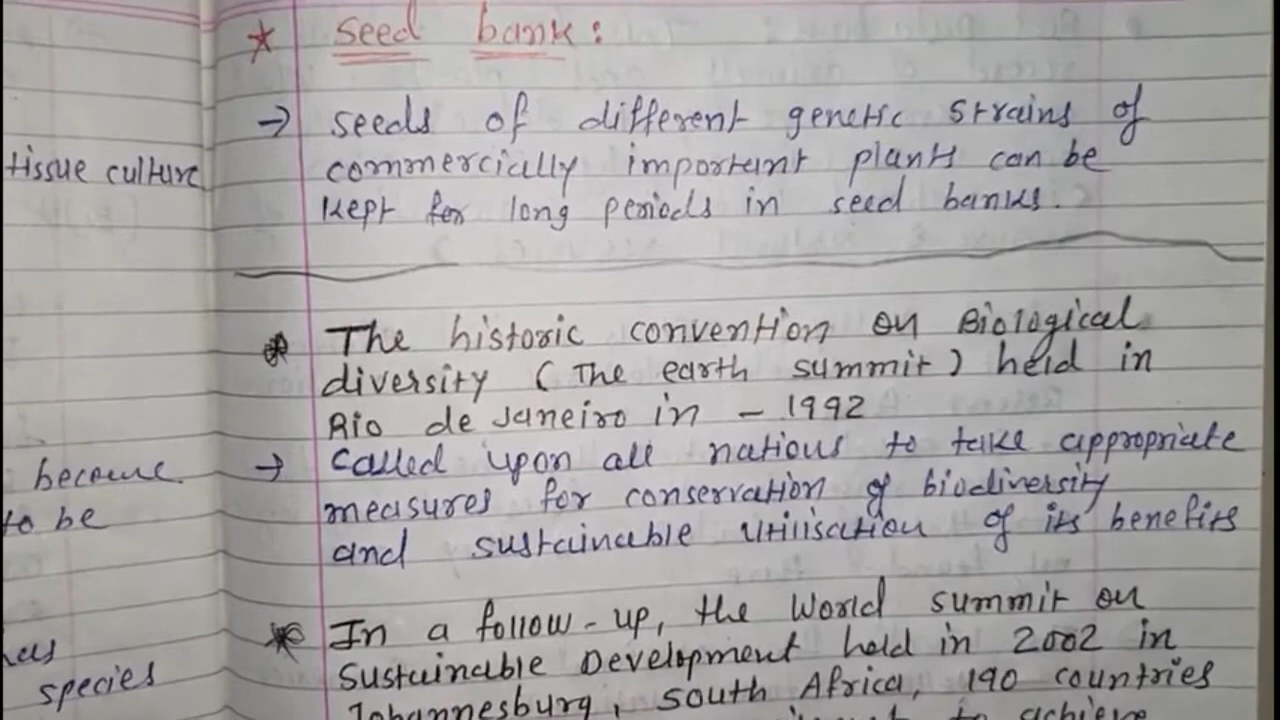 * seed bank:
→ seeds of different genetic strains of
commercially important plants can be
kept for long periods in seed banks.
* The historic convention on Biological
diversity (The earth summit) held in
Rio de Janeiro in - 1992
→ called upon all nations to take appropriate
measures for conservation of biodiversity
and sustainable utilisation of its benefits
* In a follow-up, the World summit on
Sustainable Development held in 2002 in
Johannesburg, South Africa, 190 countries
to achieve
tissue culture
become
to be
species